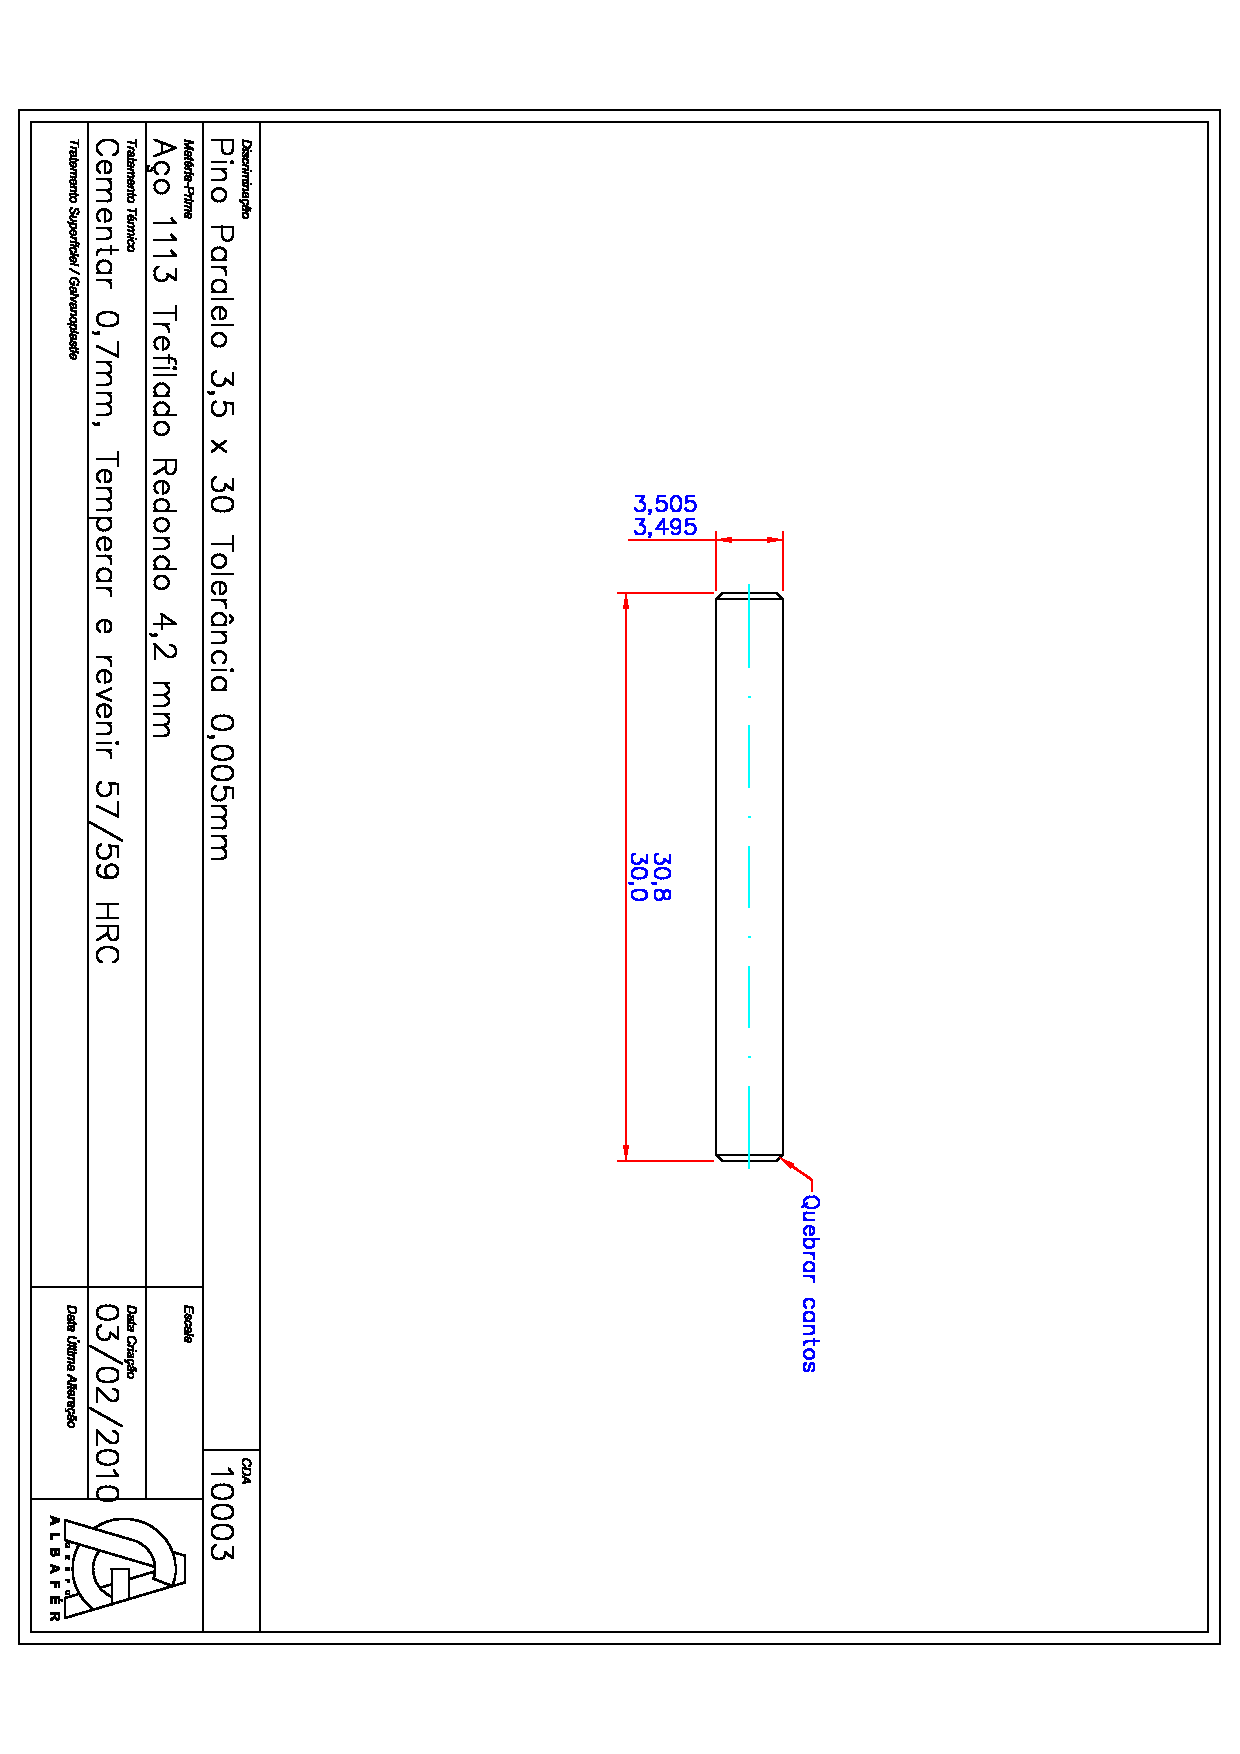 3,505
3,495
30,8
30,0
Quebrar cantos
Discriminação
Pino Paralelo 3,5 x 30 Tolerância 0,005mm
CDA
10003
Matéria-Prima
Aço 1113 Trefilado Redondo 4,2 mm
Escala
Tratamento Térmico
Cementar 0,7mm, Temperar e revenir 57/59 HRC
Data Criação
03/02/2010
Tratamento Superficial / Galvanoplastia
Data Última Alteração
GRUPO
ALBAFÉR